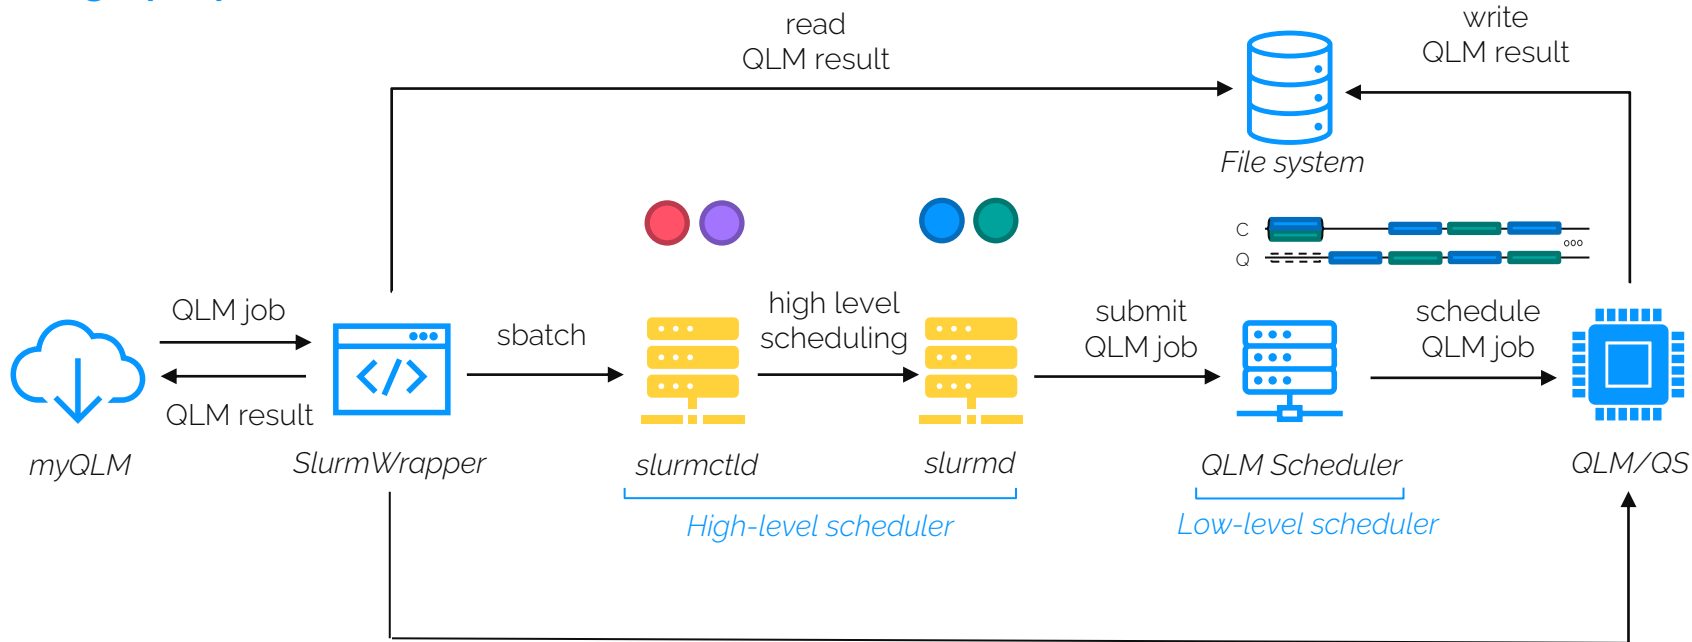 read
QLM result
write
QLM result
File system
C
Q
QLM job
QLM result
sbatch
high level
scheduling
submit
QLM job
schedule
QLM job
myQLM
SlurmWrapper
slurmctld
slurmd
QLM Scheduler
QLM/QS
High-level scheduler
Low-level scheduler